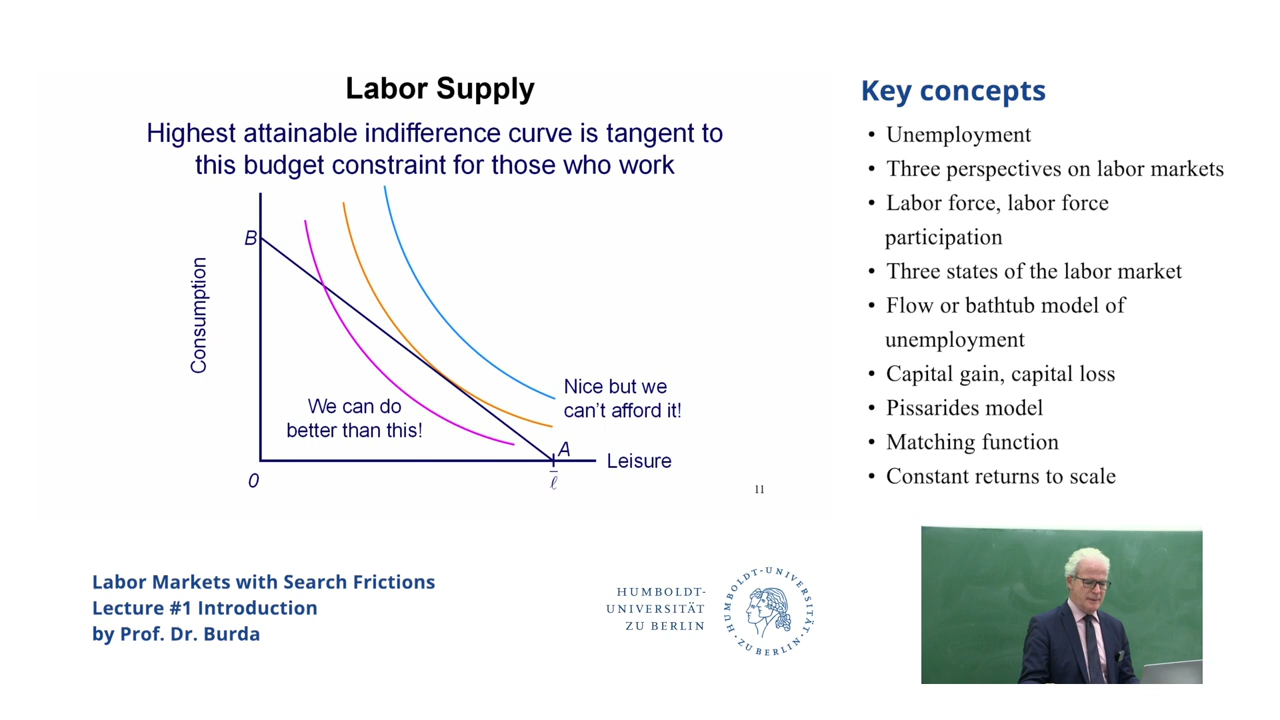 Labor Supply
Highest attainable indifference curve is tangent to
this budget constraint for those who work
B
Consumption
Nice but we
can't afford it!
We can do
better than this!
A
Leisure
0
ℓ̄
11
Key concepts
• Unemployment
• Three perspectives on labor markets
• Labor force, labor force
participation
• Three states of the labor market
• Flow or bathtub model of
unemployment
• Capital gain, capital loss
• Pissarides model
• Matching function
• Constant returns to scale
Labor Markets with Search Frictions
Lecture #1 Introduction
by Prof. Dr. Burda
HUMBOLDT-
UNIVERSITÄT
ZU BERLIN
HUMBOLDT-UNIVERSITÄT
ZU BERLIN